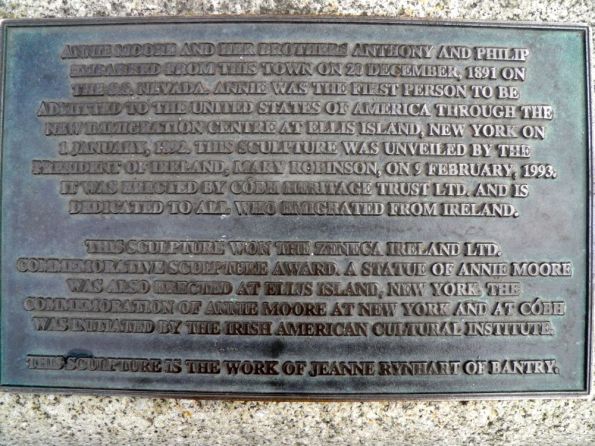 ANNIE MOORE AND HER BROTHERS ANTHONY AND PHILIP
EMBARKED FROM THIS TOWN ON 20 DECEMBER, 1891 ON
THE S.S. NEVADA. ANNIE WAS THE FIRST PERSON TO BE
ADMITTED TO THE UNITED STATES OF AMERICA THROUGH THE
NEW IMMIGRATION CENTRE AT ELLIS ISLAND, NEW YORK ON
1 JANUARY, 1892. THIS SCULPTURE WAS UNVEILED BY THE
PRESIDENT OF IRELAND, MARY ROBINSON, ON 9 FEBRUARY, 1993.
IT WAS ERECTED BY CÓBH HERITAGE TRUST LTD. AND IS
DEDICATED TO ALL WHO EMIGRATED FROM IRELAND.
THIS SCULPTURE WON THE ZENECA IRELAND LTD.
COMMEMORATIVE SCULPTURE AWARD. A STATUE OF ANNIE MOORE
WAS ALSO ERECTED AT ELLIS ISLAND, NEW YORK. THE
COMMEMORATION OF ANNIE MOORE AT NEW YORK AND AT CÓBH
WAS INITIATED BY THE IRISH AMERICAN CULTURAL INSTITUTE.
THIS SCULPTURE IS THE WORK OF JEANNE RYNHART OF BANTRY.